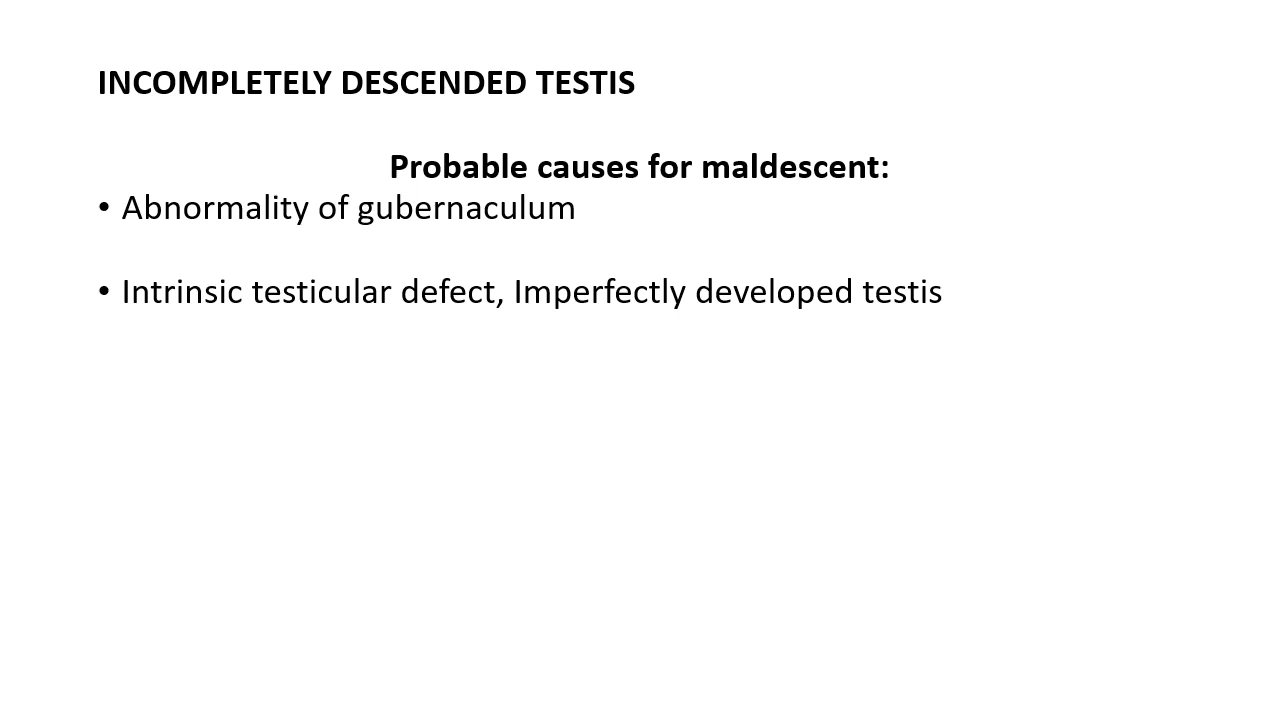 INCOMPLETELY DESCENDED TESTIS
Probable causes for maldescent:
• Abnormality of gubernaculum
• Intrinsic testicular defect, Imperfectly developed testis